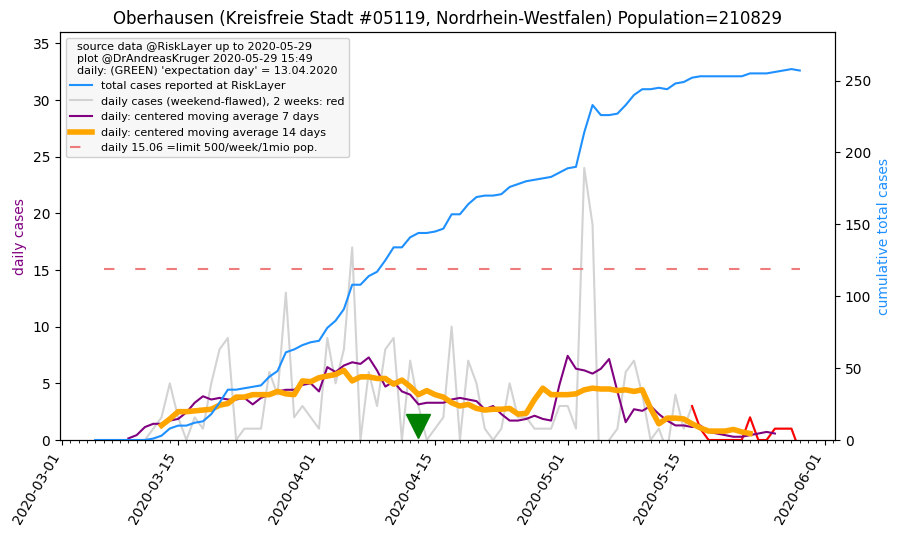 Oberhausen (Kreisfreie Stadt #05119, Nordrhein-Westfalen) Population=210829
source data @RiskLayer up to 2020-05-29
plot @DrAndreasKruger 2020-05-29 15:49
daily: (GREEN) 'expectation day' = 13.04.2020
total cases reported at RiskLayer
daily cases (weekend-flawed), 2 weeks: red
daily: centered moving average 7 days
daily: centered moving average 14 days
daily 15.06 =limit 500/week/1mio pop.
daily cases
35
30
25
20
15
10
5
0
cumulative total cases
250
200
150
100
50
0
2020-03-01
2020-03-15
2020-04-01
2020-04-15
2020-05-01
2020-05-15
2020-06-01